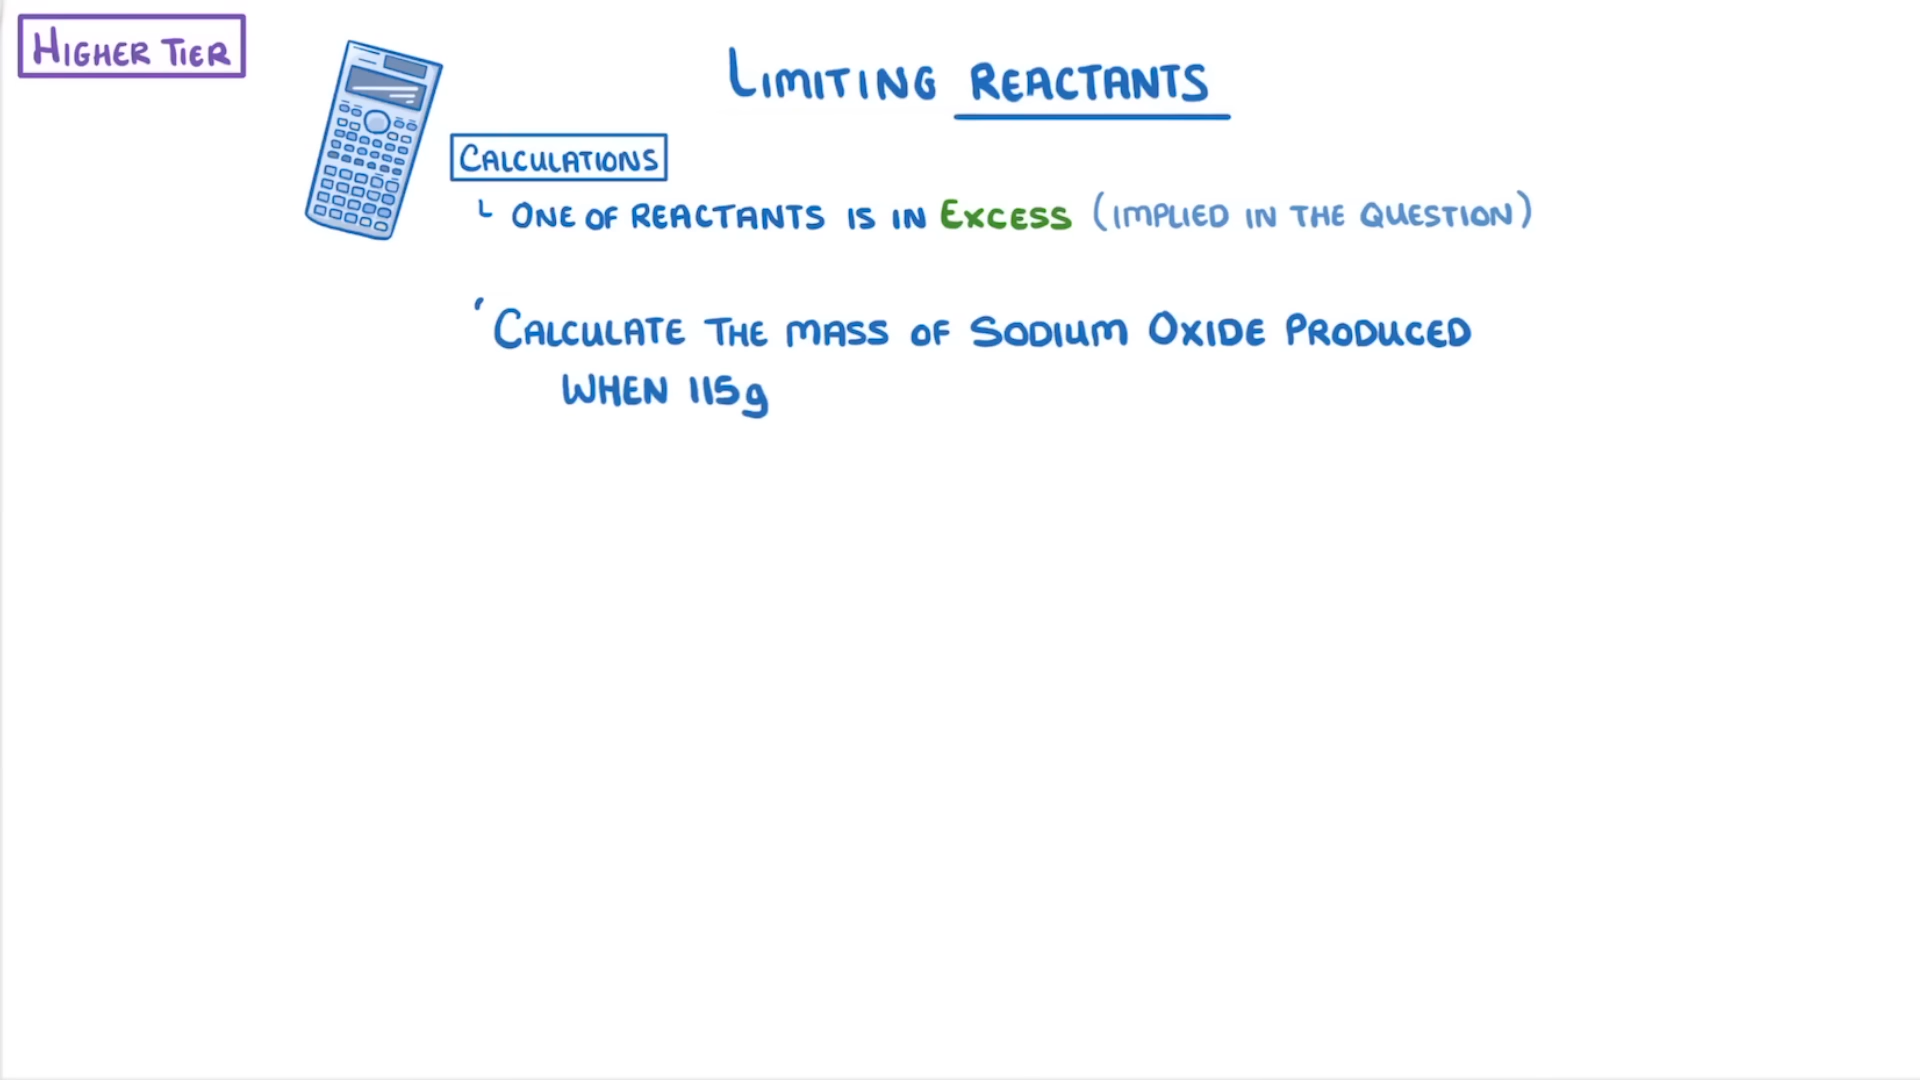 HIGHER TIER
LIMITING REACTANTS
CALCULATIONS
└ ONE OF REACTANTS IS IN EXCESS (IMPLIED IN THE QUESTION)
‘CALCULATE THE MASS OF SODIUM OXIDE PRODUCED
WHEN 115g